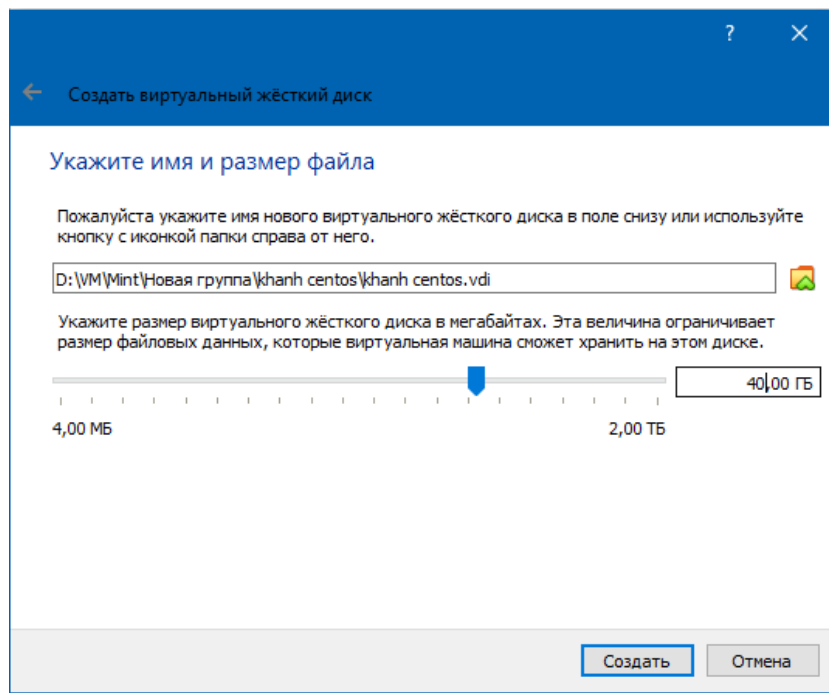 ?
Создать виртуальный жёсткий диск
Укажите имя и размер файла
Пожалуйста укажите имя нового виртуального жёсткого диска в поле снизу или используйте
кнопку с иконкой папки справа от него.
D:\VM\Mint\Новая группа\khanh centos\khanh centos.vdi
Укажите размер виртуального жёсткого диска в мегабайтах. Эта величина ограничивает
размер файловых данных, которые виртуальная машина сможет хранить на этом диске.
40,00 ГБ
4,00 МБ
2,00 ТБ
Создать
Отмена